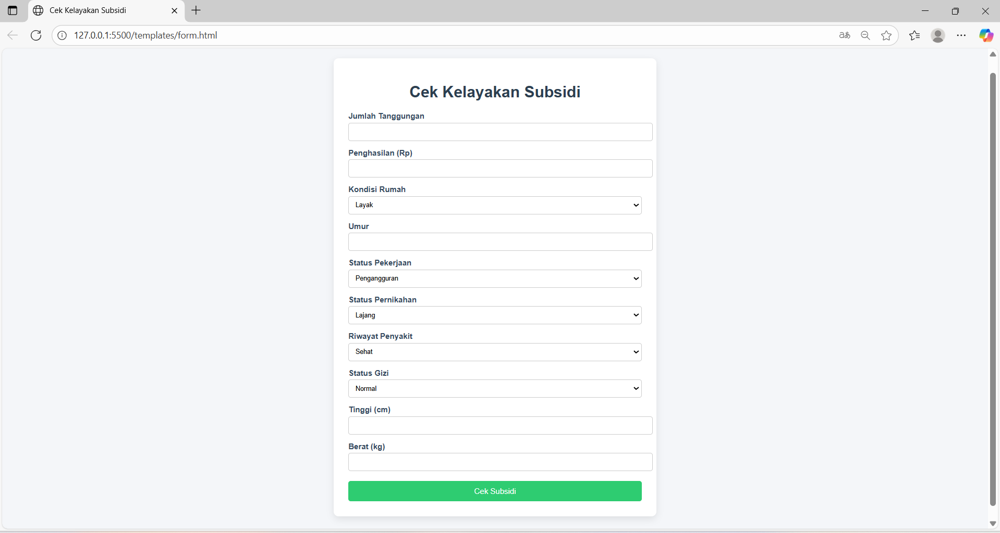 Cek Kelayakan Subsidi
127.0.0.1:5500/templates/form.html
aあ
Cek Kelayakan Subsidi
Jumlah Tanggungan
Penghasilan (Rp)
Kondisi Rumah
Layak
Umur
Status Pekerjaan
Pengangguran
Status Pernikahan
Lajang
Riwayat Penyakit
Sehat
Status Gizi
Normal
Tinggi (cm)
Berat (kg)
Cek Subsidi